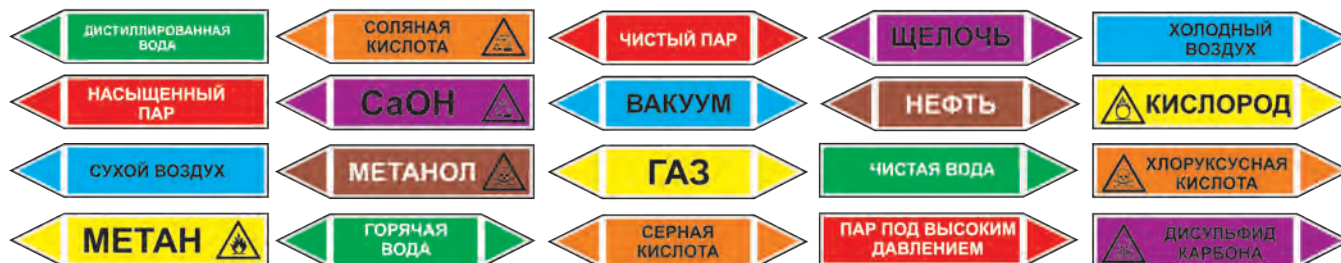 ДИСТИЛЛИРОВАННАЯ
ВОДА
СОЛЯНАЯ
КИСЛОТА
ЧИСТЫЙ ПАР
ЩЕЛОЧЬ
ХОЛОДНЫЙ
ВОЗДУХ
НАСЫЩЕННЫЙ
ПАР
CaOH
ВАКУУМ
НЕФТЬ
КИСЛОРОД
СУХОЙ ВОЗДУХ
МЕТАНОЛ
ГАЗ
ЧИСТАЯ ВОДА
ХЛОРУКСУСНАЯ
КИСЛОТА
МЕТАН
ГОРЯЧАЯ
ВОДА
СЕРНАЯ
КИСЛОТА
ПАР ПОД ВЫСОКИМ
ДАВЛЕНИЕМ
ДИСУЛЬФИД
КАРБОНА